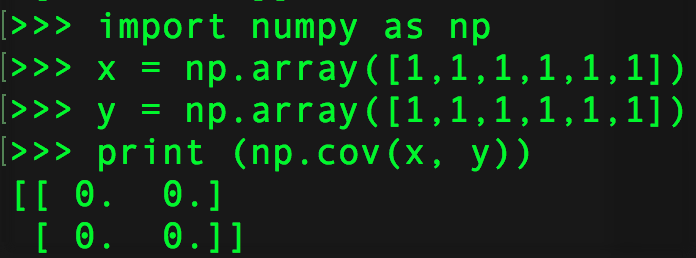 [>>> import numpy as np
[>>> x = np.array([1,1,1,1,1,1])
[>>> y = np.array([1,1,1,1,1,1])
[>>> print (np.cov(x, y))
[[ 0.  0.]
 [ 0.  0.]]